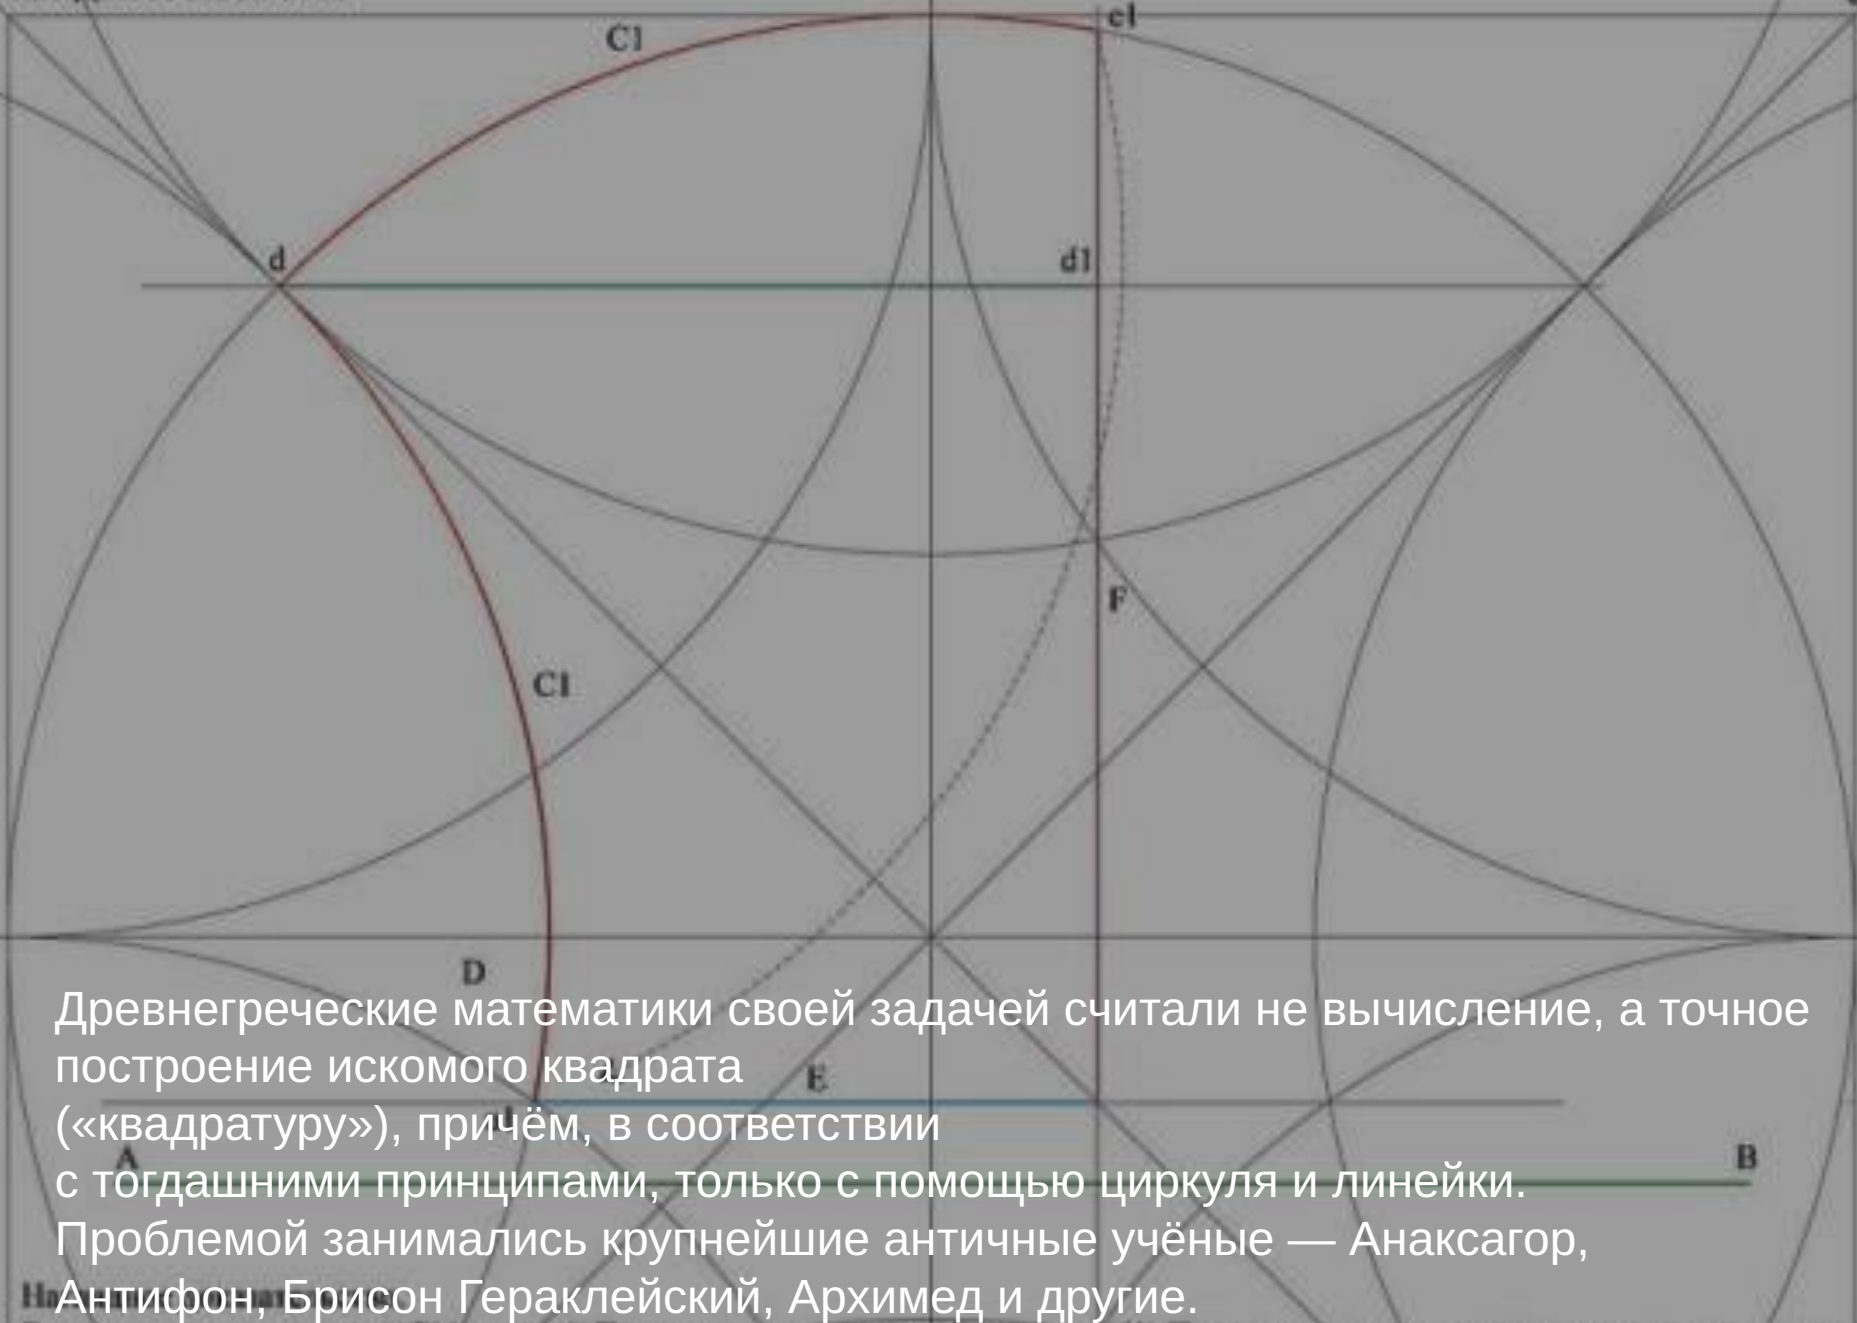 C1
c1
d
d1
F
C1
D
Древнегреческие математики своей задачей считали не вычисление, а точное
построение искомого квадрата
E
(«квадратуру»), причём, в соответствии
A
B
с тогдашними принципами, только с помощью циркуля и линейки.
Проблемой занимались крупнейшие античные учёные — Анаксагор,
Антифон, Брисон Гераклейский, Архимед и другие.